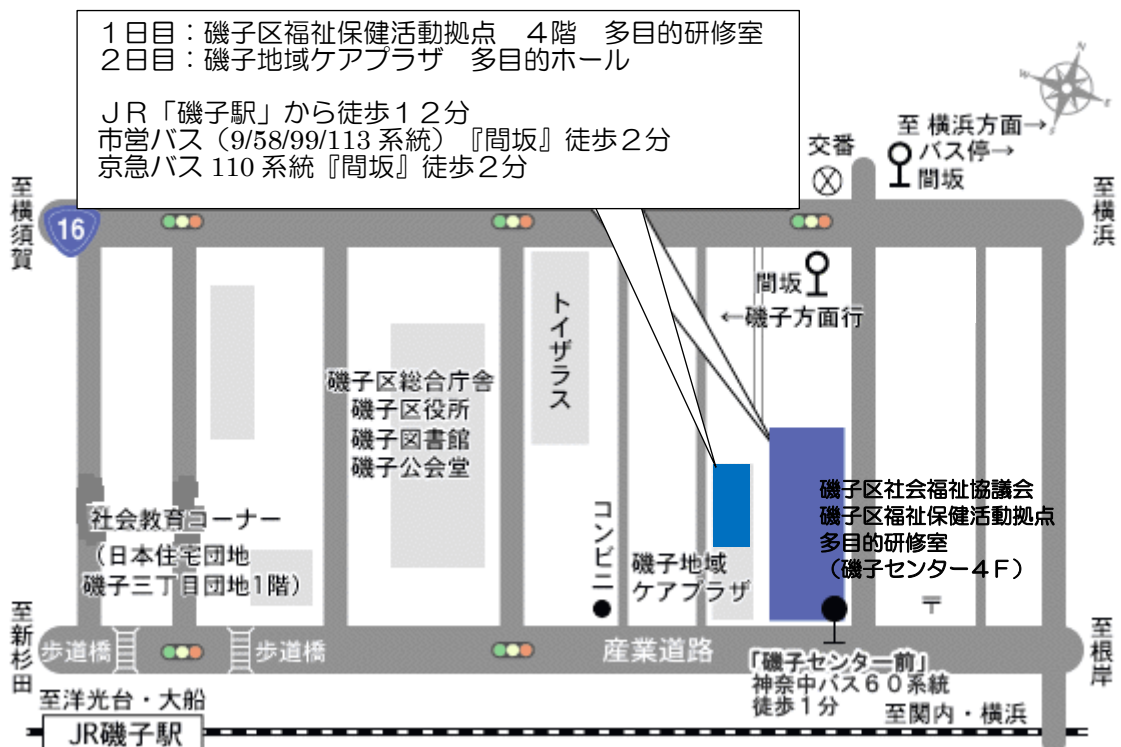 １日目：磯子区福祉保健活動拠点　４階　多目的研修室
２日目：磯子地域ケアプラザ　多目的ホール
ＪＲ「磯子駅」から徒歩１２分
市営バス（9/58/99/113 系統）『間坂』徒歩２分
京急バス 110 系統『間坂』徒歩２分
N
W
E
S
至 横浜方面→
交番
バス停→
間坂
至横須賀
16
至横浜
間坂
←磯子方面行
トイザラス
磯子区総合庁舎
磯子区役所
磯子図書館
磯子公会堂
磯子区社会福祉協議会
磯子区福祉保健活動拠点
多目的研修室
（磯子センター４Ｆ）
社会教育コーナー
（日本住宅団地
磯子三丁目団地1階）
コンビニ
磯子地域
ケアプラザ
〒
至新杉田
歩道橋
歩道橋
産業道路
至根岸
「磯子センター前」
神奈中バス６０系統
徒歩１分
至洋光台・大船
至関内・横浜
JR磯子駅